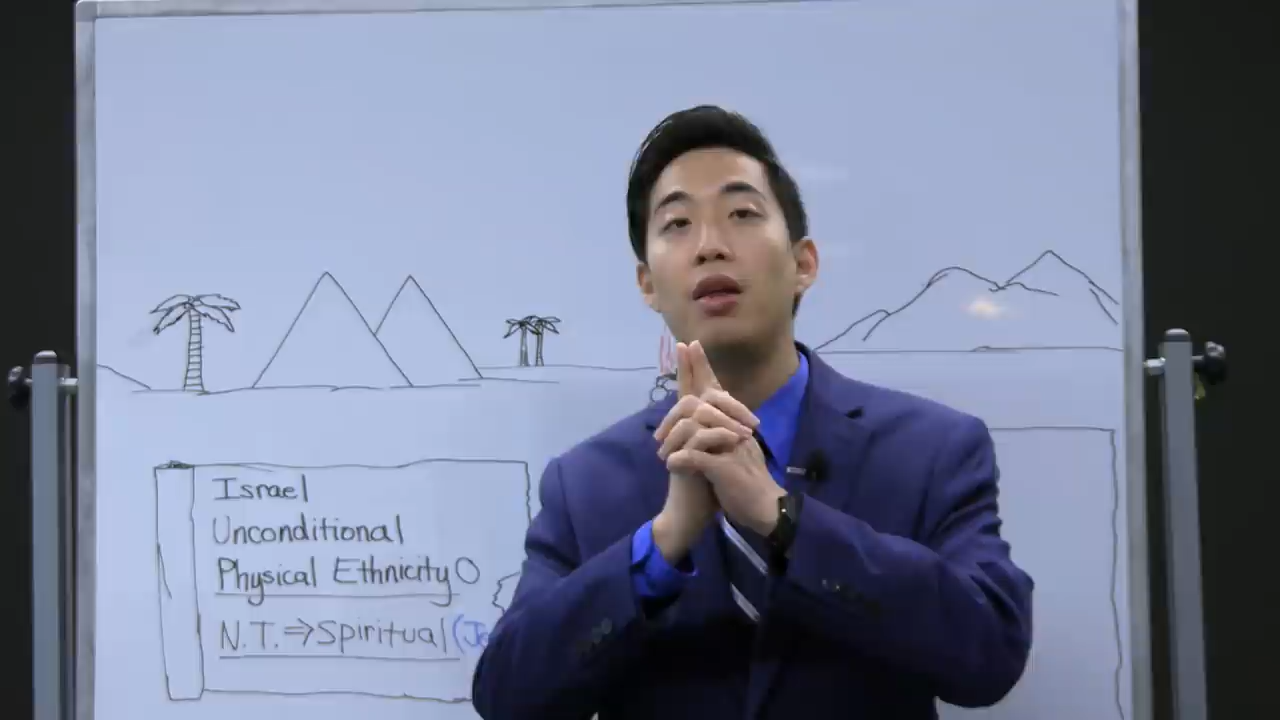 Israel
Unconditional
Physical Ethnicity O
N.T. ⇒ Spiritual